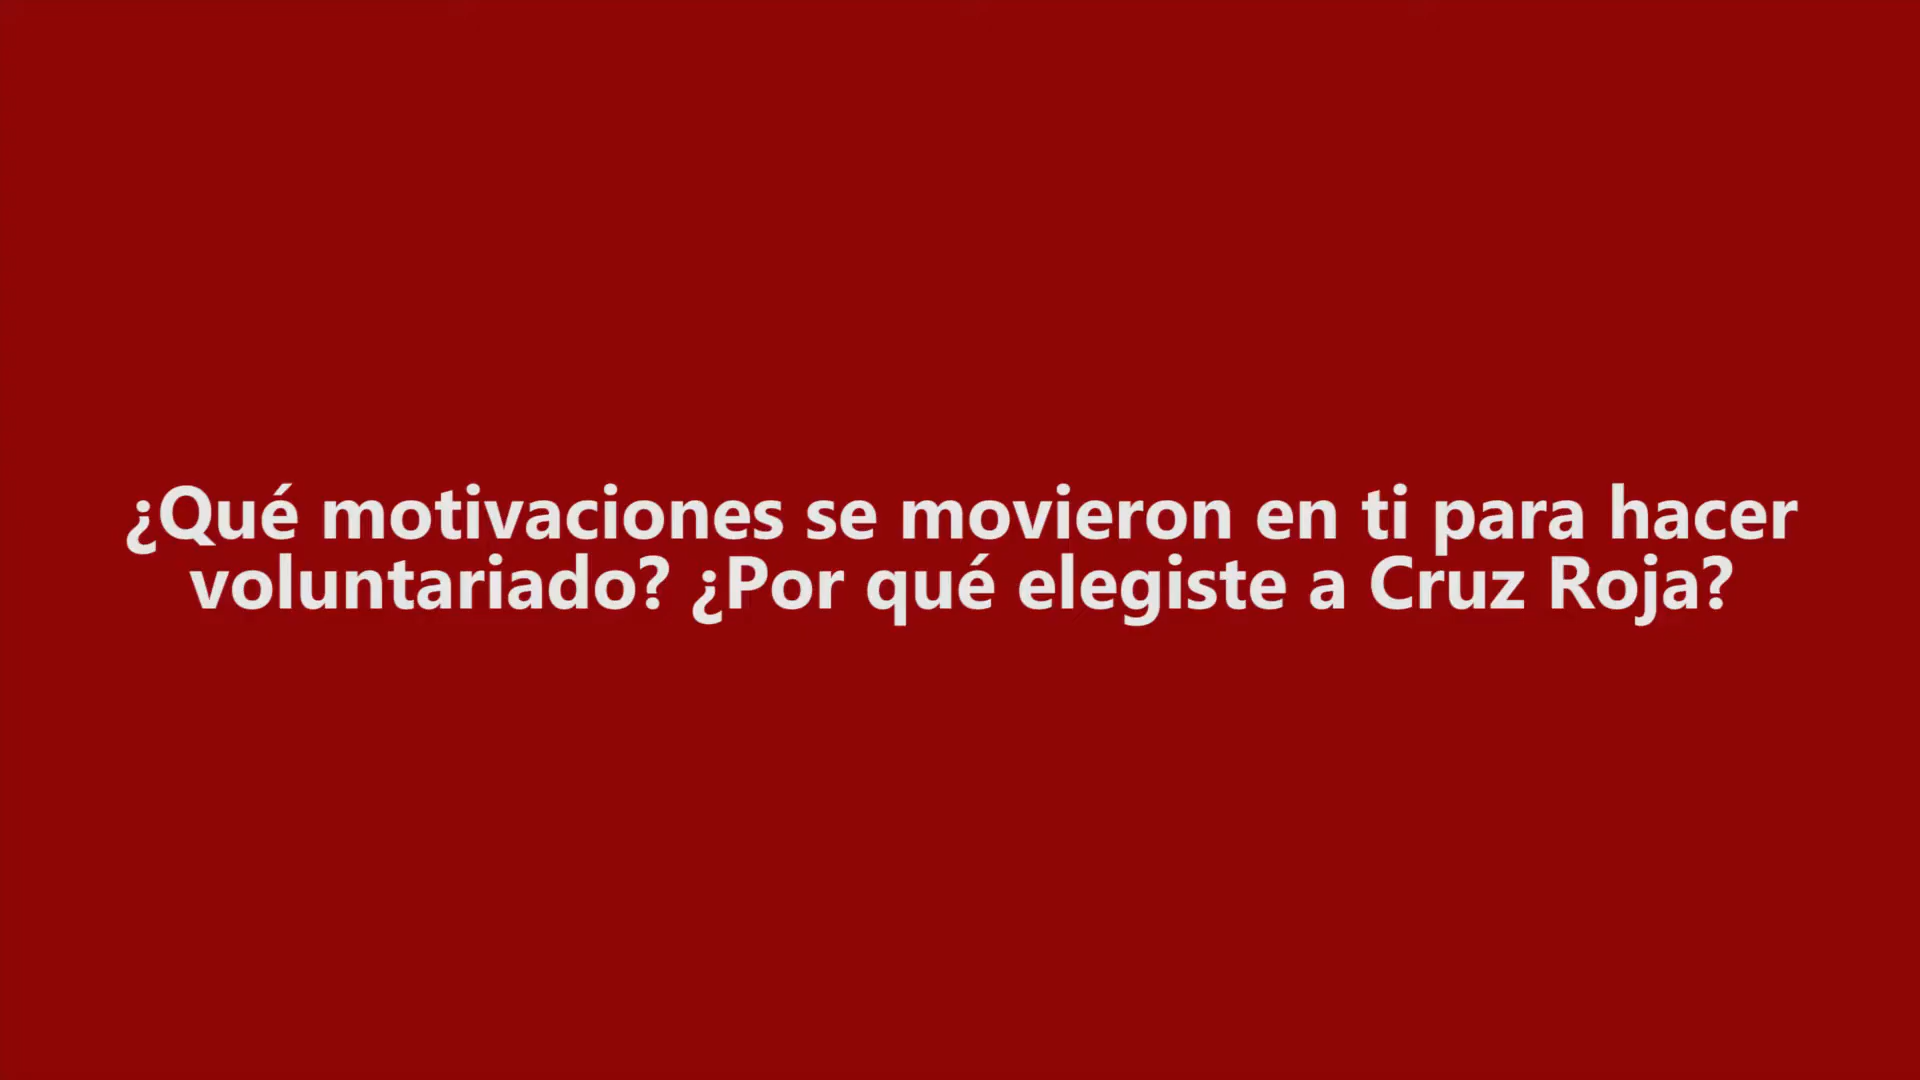 ¿Qué motivaciones se movieron en ti para hacer
voluntariado? ¿Por qué elegiste a Cruz Roja?